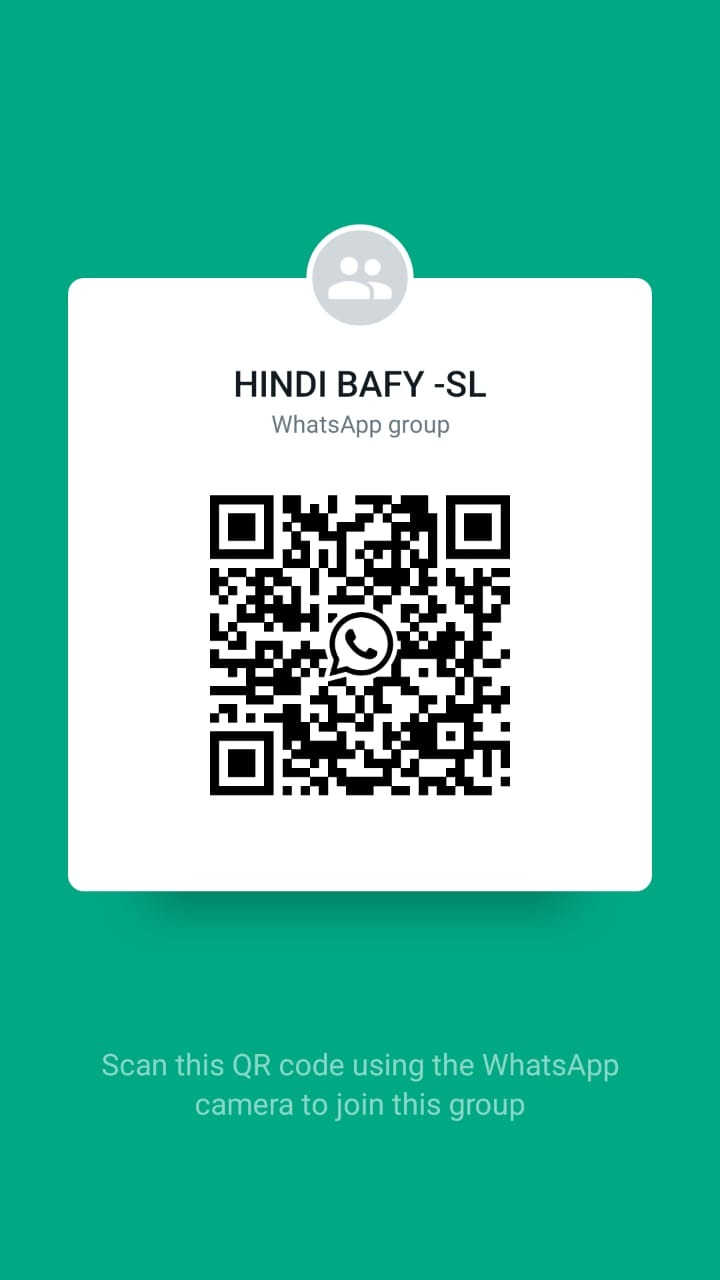 HINDI BAFY -SL
WhatsApp group
Scan this QR code using the WhatsApp
camera to join this group